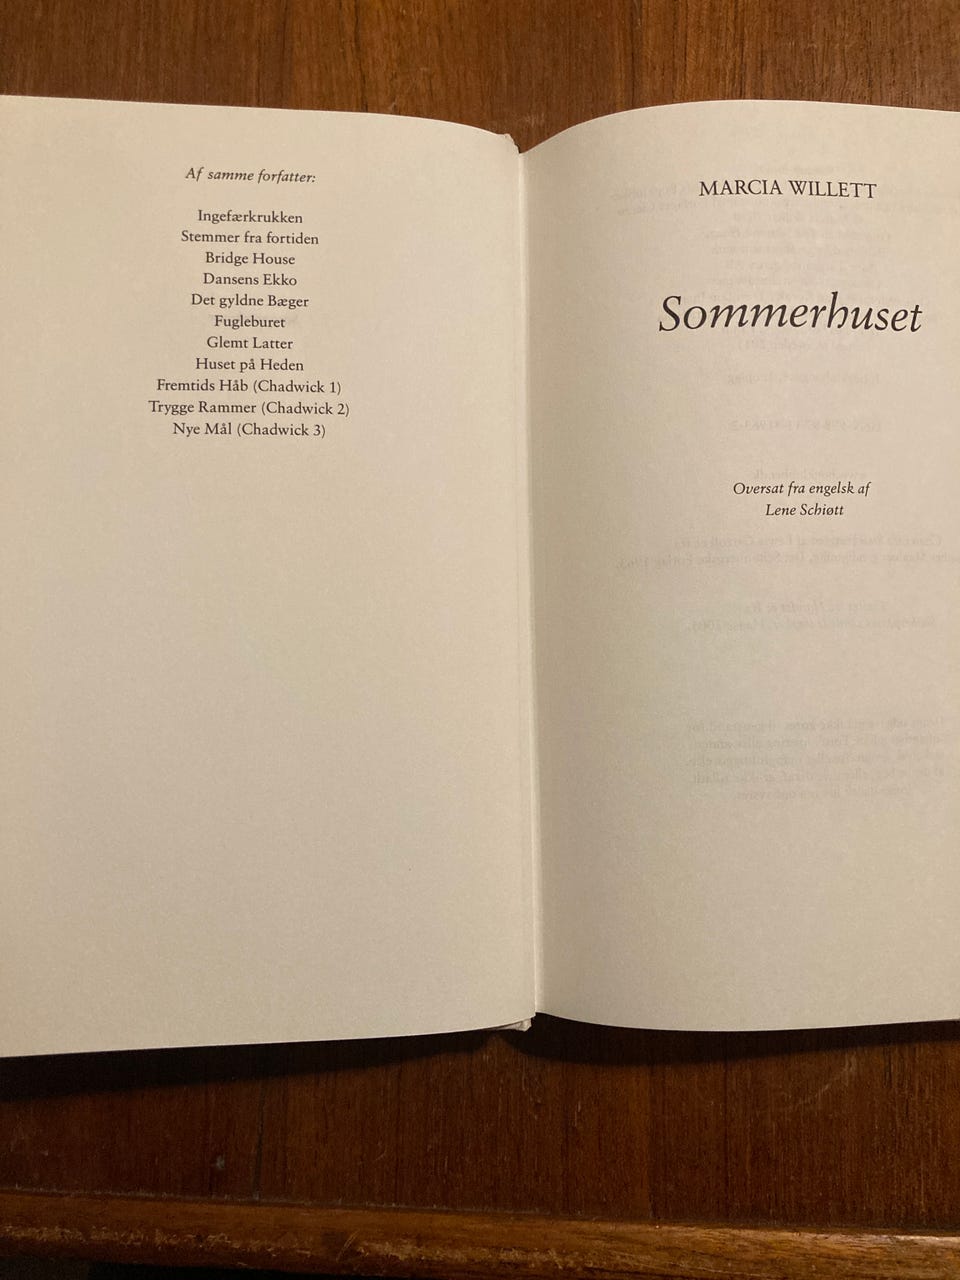 Af samme forfatter:
Ingefærkrukken
Stemmer fra fortiden
Bridge House
Dansens Ekko
Det gyldne Bæger
Fugleburet
Glemt Latter
Huset på Heden
Fremtids Håb (Chadwick 1)
Trygge Rammer (Chadwick 2)
Nye Mål (Chadwick 3)
MARCIA WILLETT
Sommerhuset
Oversat fra engelsk af
Lene Schiøtt